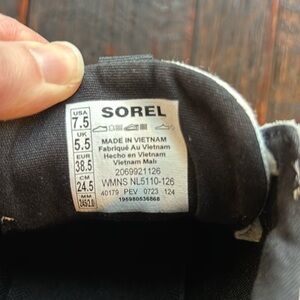 USA
7.5
UK
5.5
EUR
38.5
CM
24.5
MM
SOREL
MADE IN VIETNAM
Fabriqué Au Vietnam
Hecho en Vietnam
Vietnam Malı
2069921126
WMNS NL5110-126
40179 PEV 0723 124
195980636868